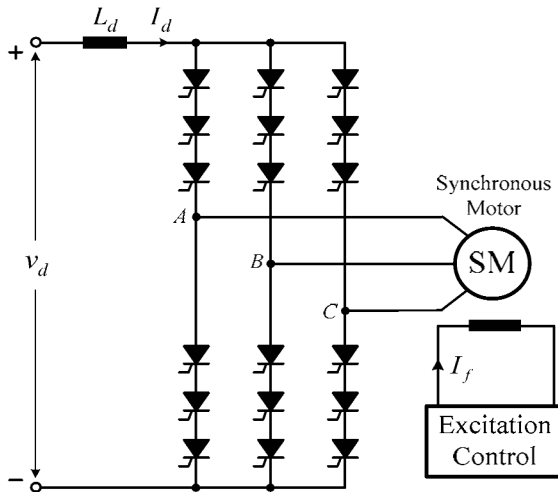 L_d
I_d
+
A
Synchronous
Motor
v_d
B
SM
C
I_f
Excitation
Control
−